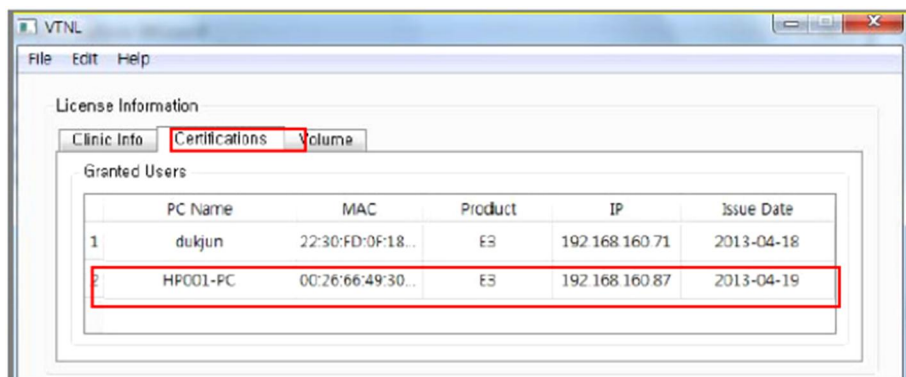 VTNL
File Edit Help
License Information
Clinic Info Certifications Volume
Granted Users
PC Name MAC Product IP Issue Date
1 dukjun 22:30:FD:0F:18... E3 192.168.160.71 2013-04-18
2 HP001-PC 00:26:66:49:30... E3 192.168.160.87 2013-04-19